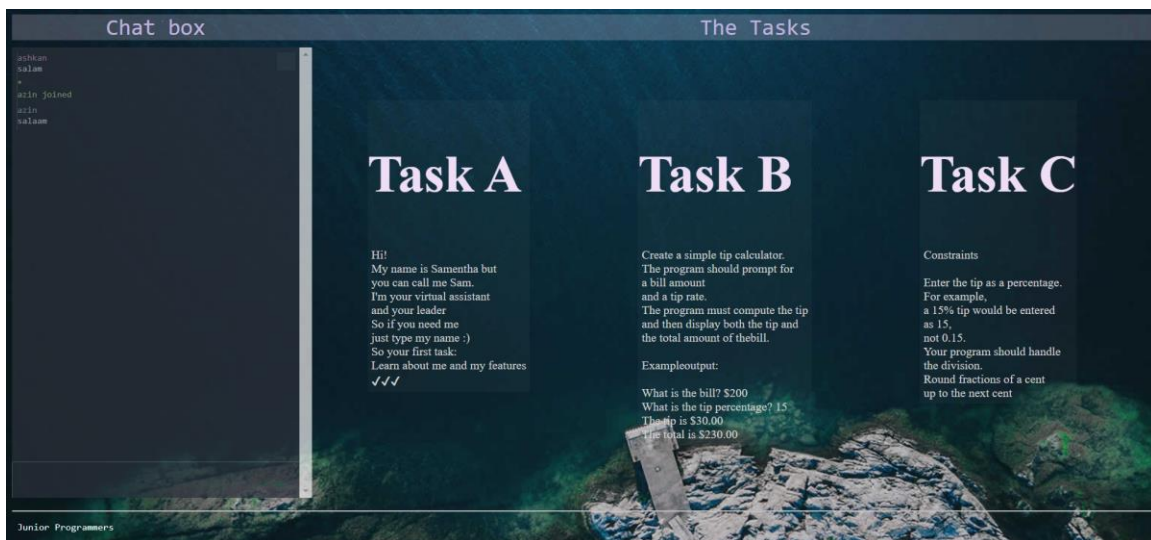 Chat box
The Tasks
ashkan
salam
*
azin joined
azin
salaam
Task A
Hi!
My name is Samentha but
you can call me Sam.
I'm your virtual assistant
and your leader
So if you need me
just type my name :)
So your first task:
Learn about me and my features
✓✓✓
Task B
Create a simple tip calculator.
The program should prompt for
a bill amount
and a tip rate.
The program must compute the tip
and then display both the tip and
the total amount of thebill.
Exampleoutput:
What is the bill? $200
What is the tip percentage? 15
The tip is $30.00
The total is $230.00
Task C
Constraints
Enter the tip as a percentage.
For example,
a 15% tip would be entered
as 15,
not 0.15.
Your program should handle
the division.
Round fractions of a cent
up to the next cent
Junior Programmers